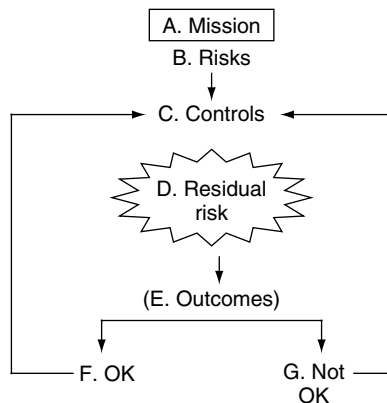 A. Mission
B. Risks
C. Controls
D. Residual
risk
(E. Outcomes)
F. OK
G. Not
OK